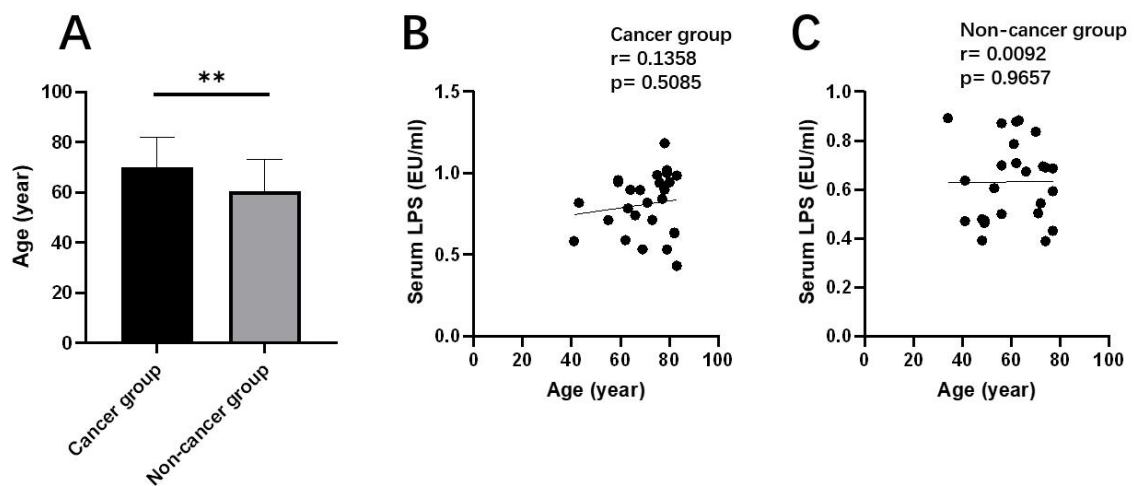 A
**
100
80
60
40
20
0
Age (year)
Cancer group
Non-cancer group
B
Cancer group
r= 0.1358
p= 0.5085
1.5
1.0
0.5
0.0
Serum LPS (EU/ml)
0 20 40 60 80 100
Age (year)
C
Non-cancer group
r= 0.0092
p= 0.9657
1.0
0.8
0.6
0.4
0.2
0.0
Serum LPS (EU/ml)
0 20 40 60 80 100
Age (year)